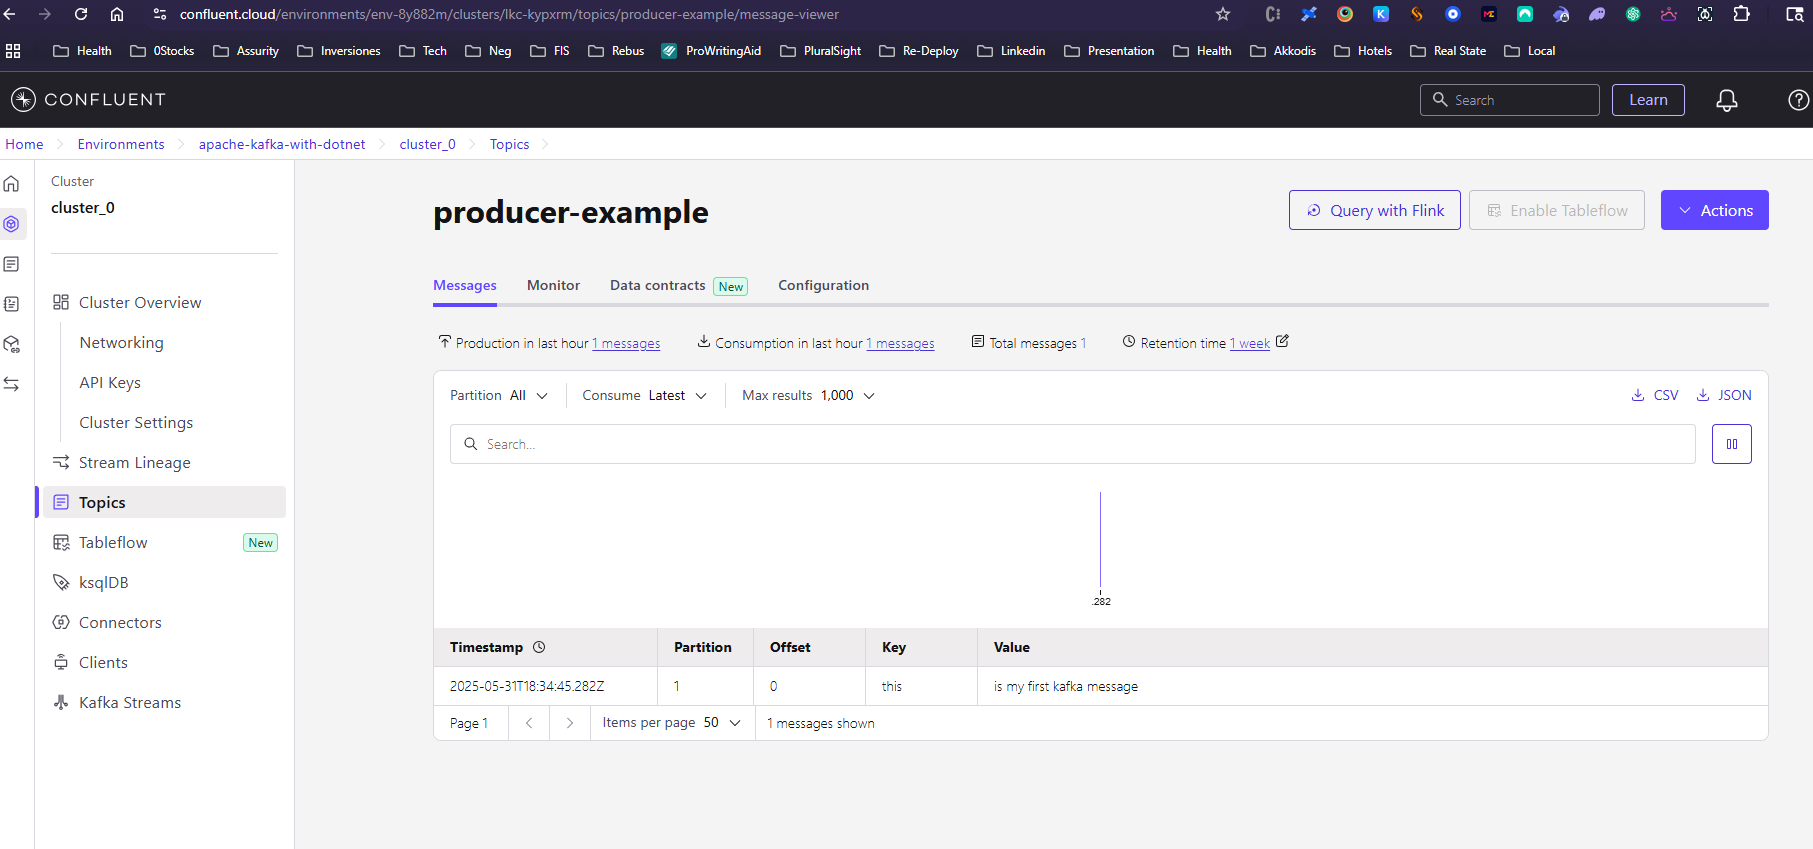 confluent.cloud/environments/env-8y882m/clusters/lkc-kypxrm/topics/producer-example/message-viewer
Health 0Stocks Assurity Inversiones Tech Neg FIS Rebus ProWritingAid PluralSight Re-Deploy Linkedin Presentation Health Akkodis Hotels Real State Local
CONFLUENT Search Learn
Home Environments apache-kafka-with-dotnet cluster_0 Topics
Cluster
cluster_0
Cluster Overview
Networking
API Keys
Cluster Settings
Stream Lineage
Topics
Tableflow New
ksqlDB
Connectors
Clients
Kafka Streams
producer-example
Query with Flink Enable Tableflow Actions
Messages Monitor Data contracts New Configuration
Production in last hour 1 messages Consumption in last hour 1 messages Total messages 1 Retention time 1 week
Partition All Consume Latest Max results 1,000 CSV JSON
Search...
.282
Timestamp Partition Offset Key Value
2025-05-31T18:34:45.282Z 1 0 this is my first kafka message
Page 1 Items per page 50 1 messages shown